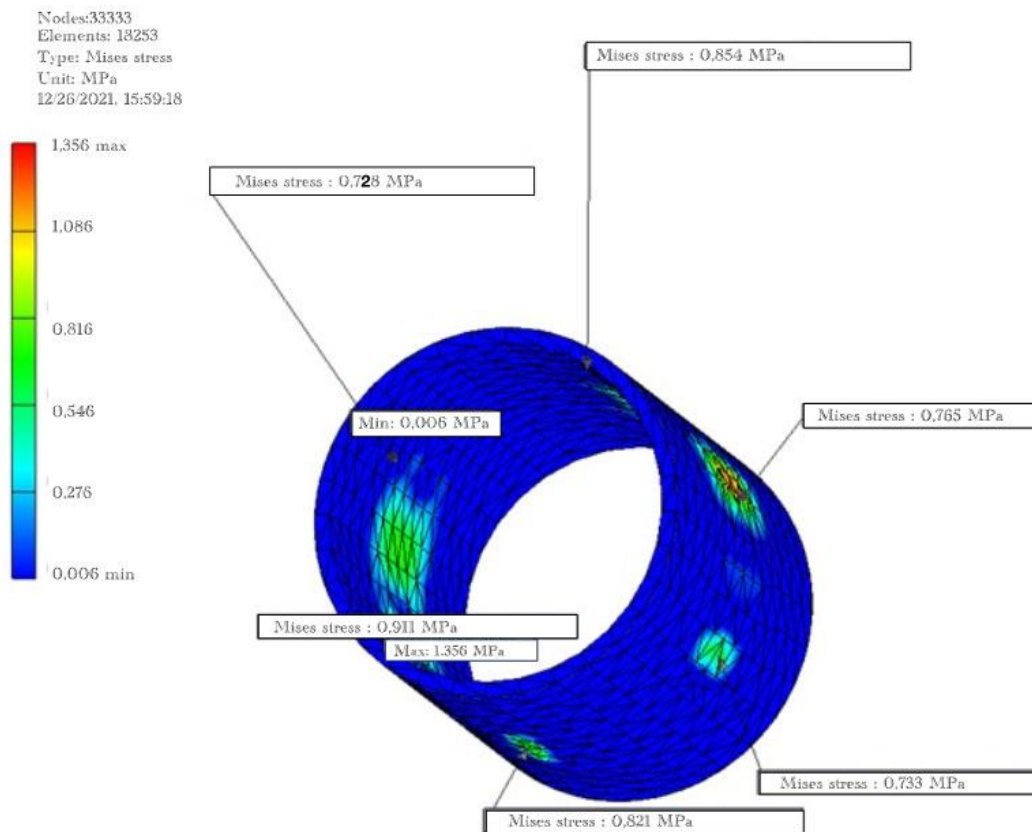 Nodes:33333
Elements: 18253
Type: Mises stress
Unit: MPa
12/26/2021, 15:59:18
Mises stress : 0,854 MPa
1,356 max
Mises stress : 0,728 MPa
1,086
0,816
Mises stress : 0,765 MPa
0,546
Min: 0,006 MPa
0,276
0,006 min
Mises stress : 0,911 MPa
Max: 1,356 MPa
Mises stress : 0,733 MPa
Mises stress : 0,821 MPa